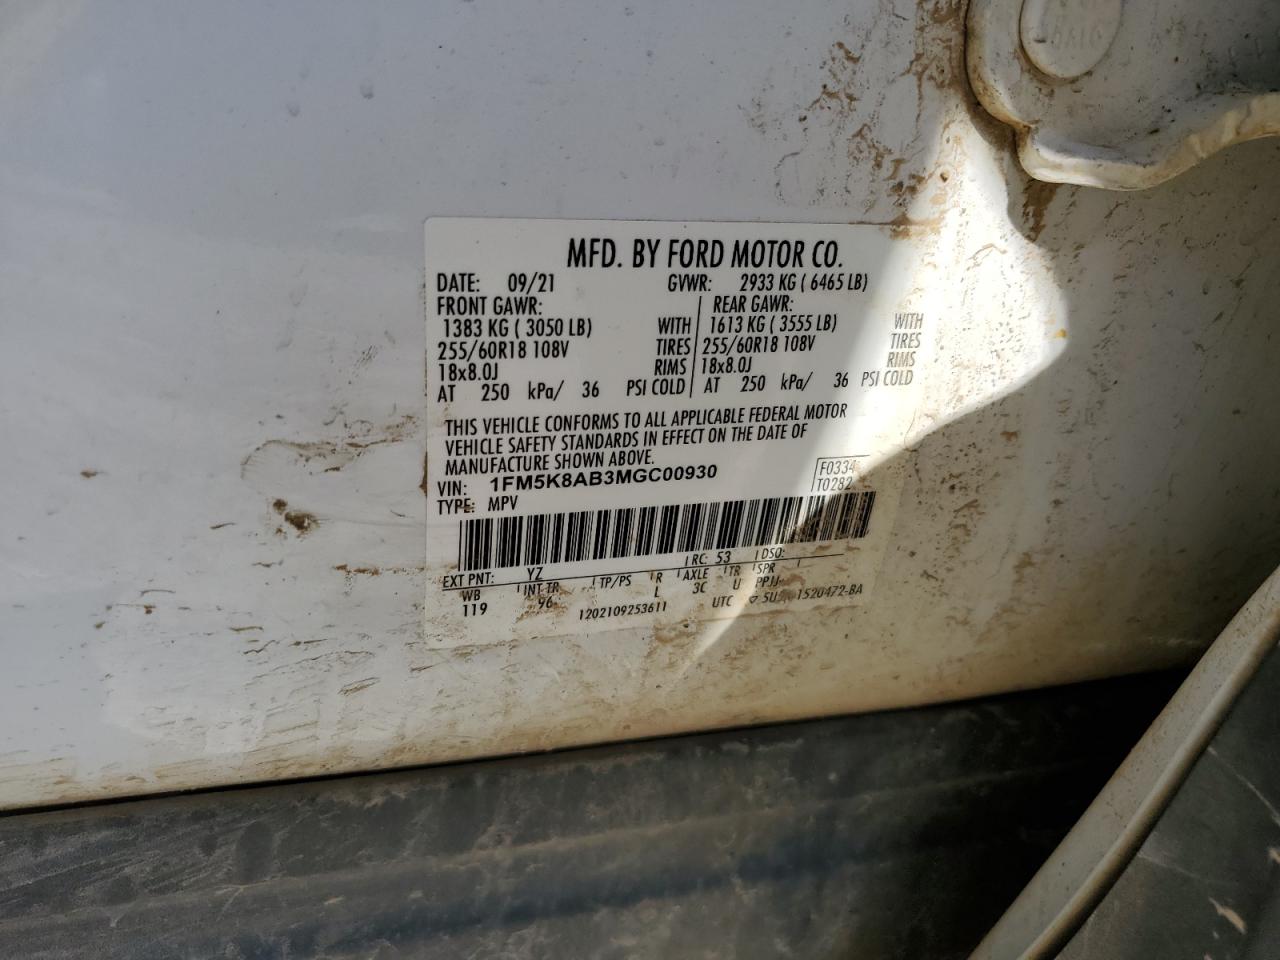 MFD. BY FORD MOTOR CO.
DATE: 09/21 GVWR: 2933 KG ( 6465 LB)
FRONT GAWR: REAR GAWR:
1383 KG ( 3050 LB) WITH 1613 KG ( 3555 LB) WITH
255/60R18 108V TIRES 255/60R18 108V TIRES
18x8.0J RIMS 18x8.0J RIMS
AT 250 kPa/ 36 PSI COLD AT 250 kPa/ 36 PSI COLD
THIS VEHICLE CONFORMS TO ALL APPLICABLE FEDERAL MOTOR
VEHICLE SAFETY STANDARDS IN EFFECT ON THE DATE OF
MANUFACTURE SHOWN ABOVE.
VIN: 1FM5K8AB3MGC00930 F0334
TYPE: MPV T0282
EXT PNT: YZ RC: 53 DSO:
WB INT TR TP/PS R AXLE TR SPR
119 96 L 3C U PPJJ
1202109253611 UTC ▽ 5U 1520472-BA